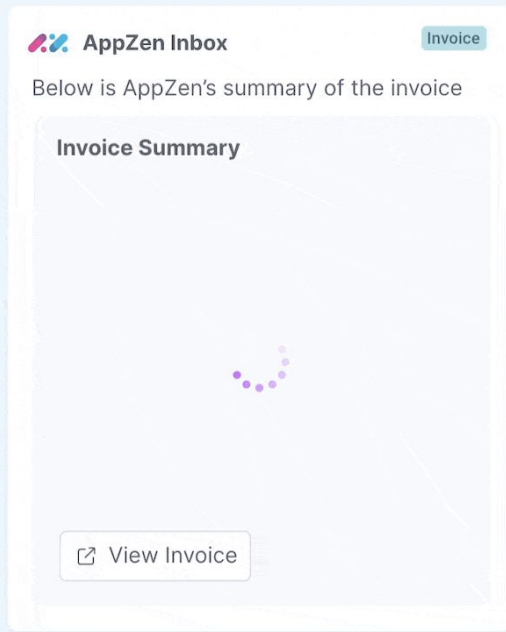 AppZen Inbox
Invoice
Below is AppZen’s summary of the invoice
Invoice Summary
View Invoice